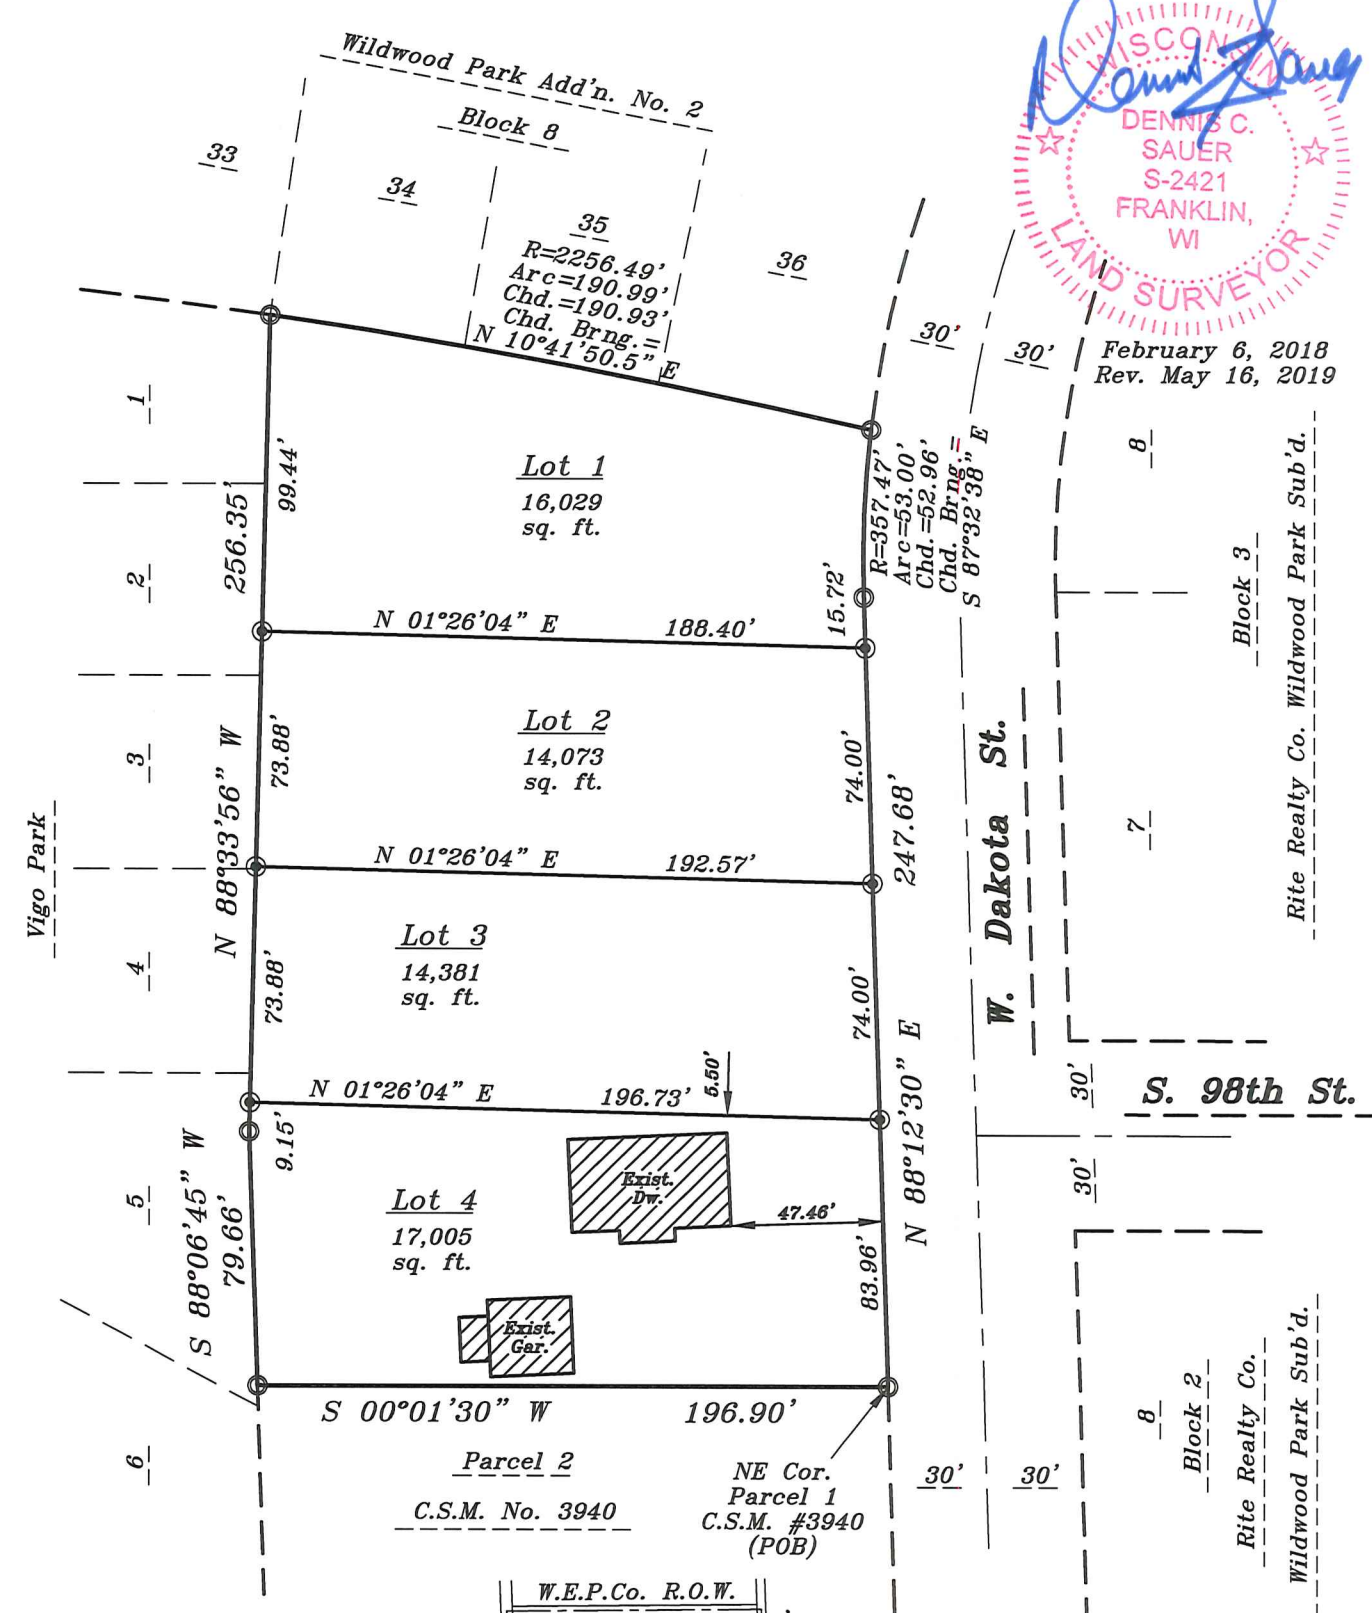 Wildwood Park Add'n. No. 2
Block 8
33
34
35
36
R=2256.49'
Arc=190.99'
Chd.=190.93'
Chd. Brng.=
N 10°41'50.5" E
WISCONSIN
DENNIS C.
SAUER
S-2421
FRANKLIN,
WI
LAND SURVEYOR
February 6, 2018
Rev. May 16, 2019
30'
30'
1
2
3
4
5
6
Vigo Park
99.44'
256.35'
N 88°33'56" W
Lot 1
16,029
sq. ft.
R=357.47'
Arc=53.00'
Chd.=52.96'
Chd. Brng.=
S 87°32'38" E
15.72'
N 01°26'04" E 188.40'
73.88'
Lot 2
14,073
sq. ft.
74.00'
247.68'
N 01°26'04" E 192.57'
73.88'
Lot 3
14,381
sq. ft.
74.00'
N 88°12'30" E
N 01°26'04" E 196.73'
5.50'
9.15'
S 88°06'45" W
79.66'
Lot 4
17,005
sq. ft.
Exist.
Dw.
47.46'
83.96'
Exist.
Gar.
S 00°01'30" W 196.90'
Parcel 2
C.S.M. No. 3940
NE Cor.
Parcel 1
C.S.M. #3940
(POB)
W.E.P.Co. R.O.W.
W. Dakota St.
8
7
Block 3
Rite Realty Co. Wildwood Park Sub'd.
30'
S. 98th St.
30'
30'
30'
8
Block 2
Rite Realty Co.
Wildwood Park Sub'd.